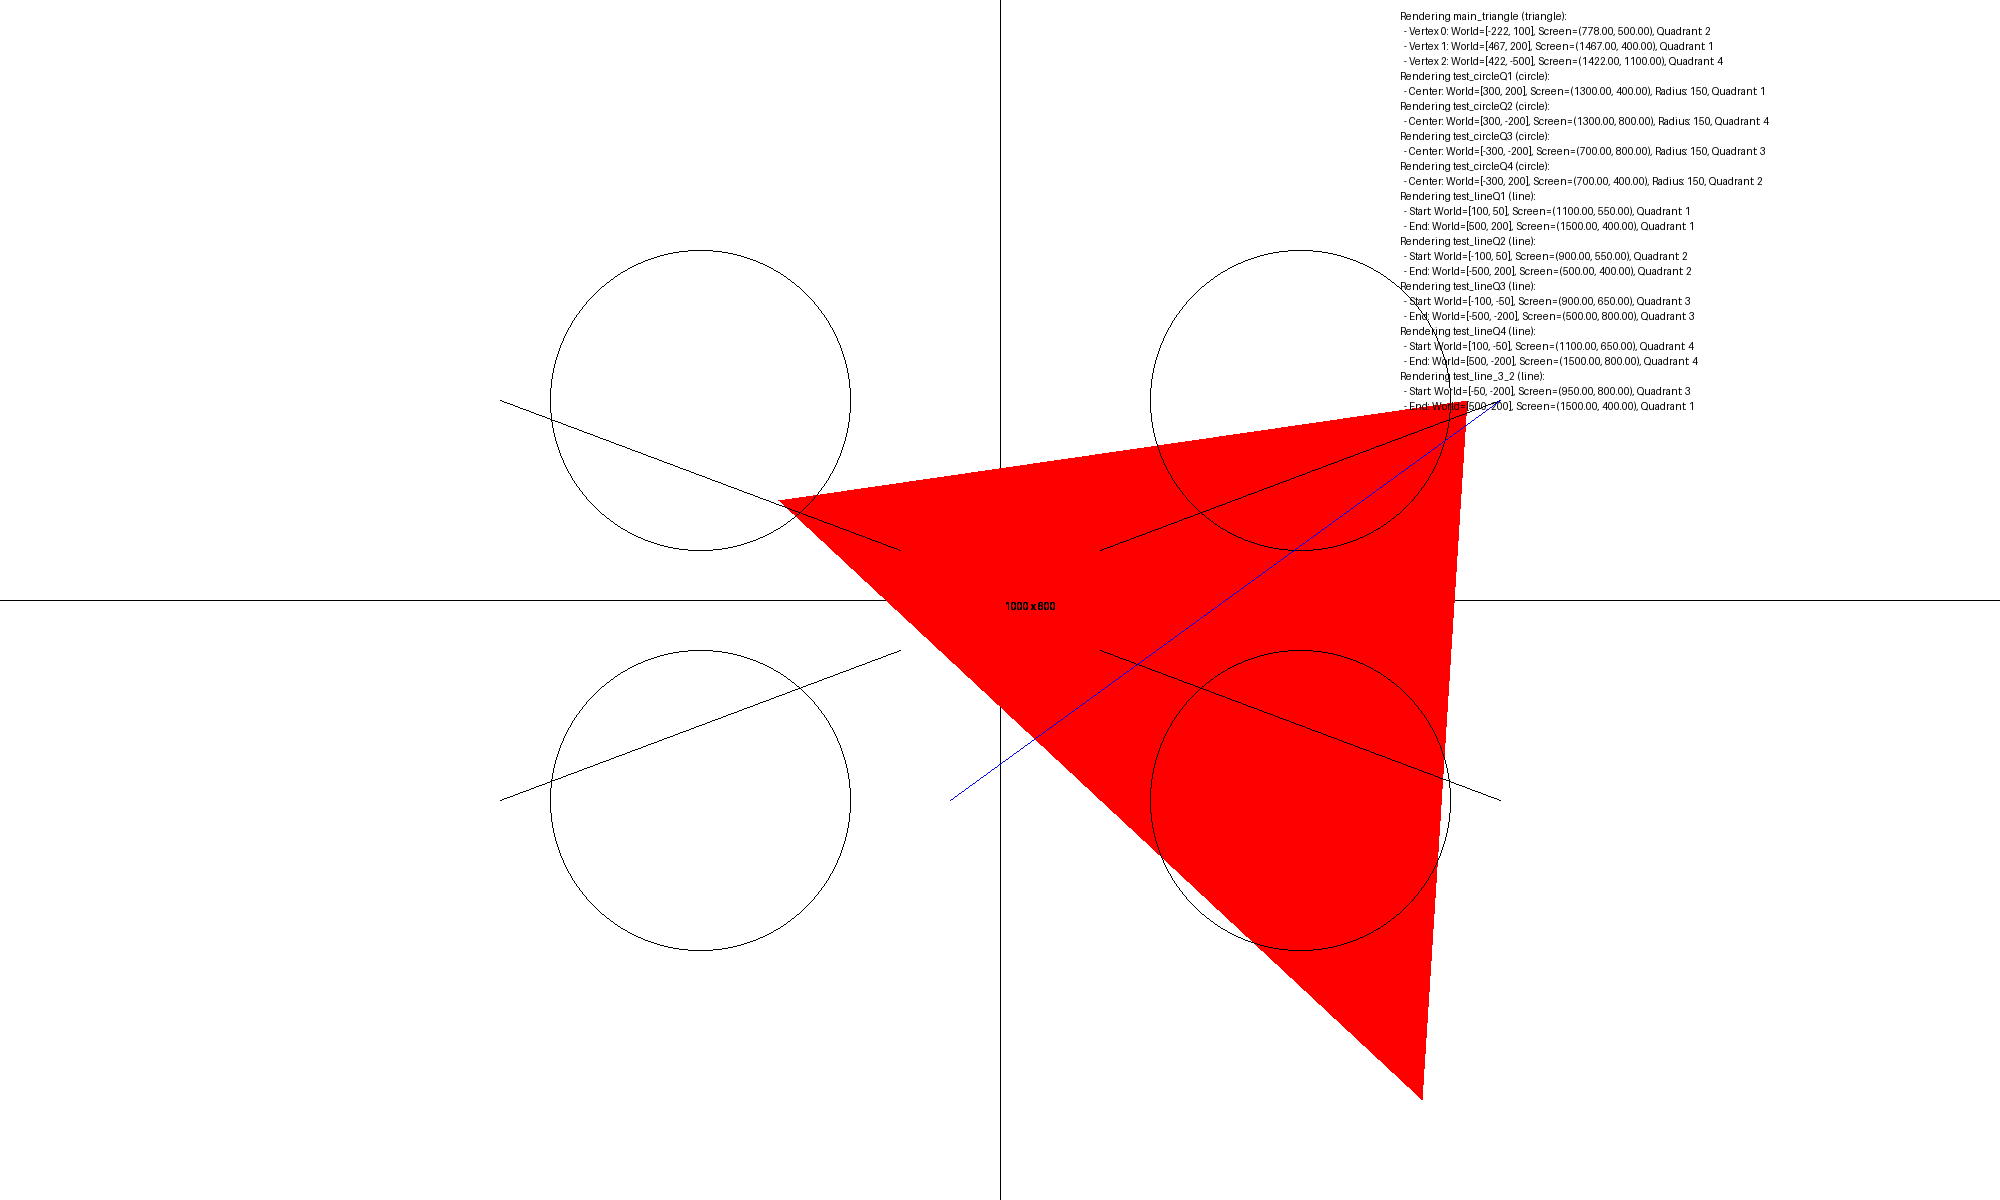 Rendering main_triangle (triangle):
- Vertex 0: World=[-222, 100], Screen=(778.00, 500.00), Quadrant: 2
- Vertex 1: World=[467, 200], Screen=(1467.00, 400.00), Quadrant: 1
- Vertex 2: World=[422, -500], Screen=(1422.00, 1100.00), Quadrant: 4
Rendering test_circleQ1 (circle):
- Center: World=[300, 200], Screen=(1300.00, 400.00), Radius: 150, Quadrant: 1
Rendering test_circleQ2 (circle):
- Center: World=[300, -200], Screen=(1300.00, 800.00), Radius: 150, Quadrant: 4
Rendering test_circleQ3 (circle):
- Center: World=[-300, -200], Screen=(700.00, 800.00), Radius: 150, Quadrant: 3
Rendering test_circleQ4 (circle):
- Center: World=[-300, 200], Screen=(700.00, 400.00), Radius: 150, Quadrant: 2
Rendering test_lineQ1 (line):
- Start: World=[100, 50], Screen=(1100.00, 550.00), Quadrant: 1
- End: World=[500, 200], Screen=(1500.00, 400.00), Quadrant: 1
Rendering test_lineQ2 (line):
- Start: World=[-100, 50], Screen=(900.00, 550.00), Quadrant: 2
- End: World=[-500, 200], Screen=(500.00, 400.00), Quadrant: 2
Rendering test_lineQ3 (line):
- Start: World=[-100, -50], Screen=(900.00, 650.00), Quadrant: 3
- End: World=[-500, -200], Screen=(500.00, 800.00), Quadrant: 3
Rendering test_lineQ4 (line):
- Start: World=[100, -50], Screen=(1100.00, 650.00), Quadrant: 4
- End: World=[500, -200], Screen=(1500.00, 800.00), Quadrant: 4
Rendering test_line_3_2 (line):
- Start: World=[-50, -200], Screen=(950.00, 800.00), Quadrant: 3
- End: World=[500, 200], Screen=(1500.00, 400.00), Quadrant: 1
1000 x 600